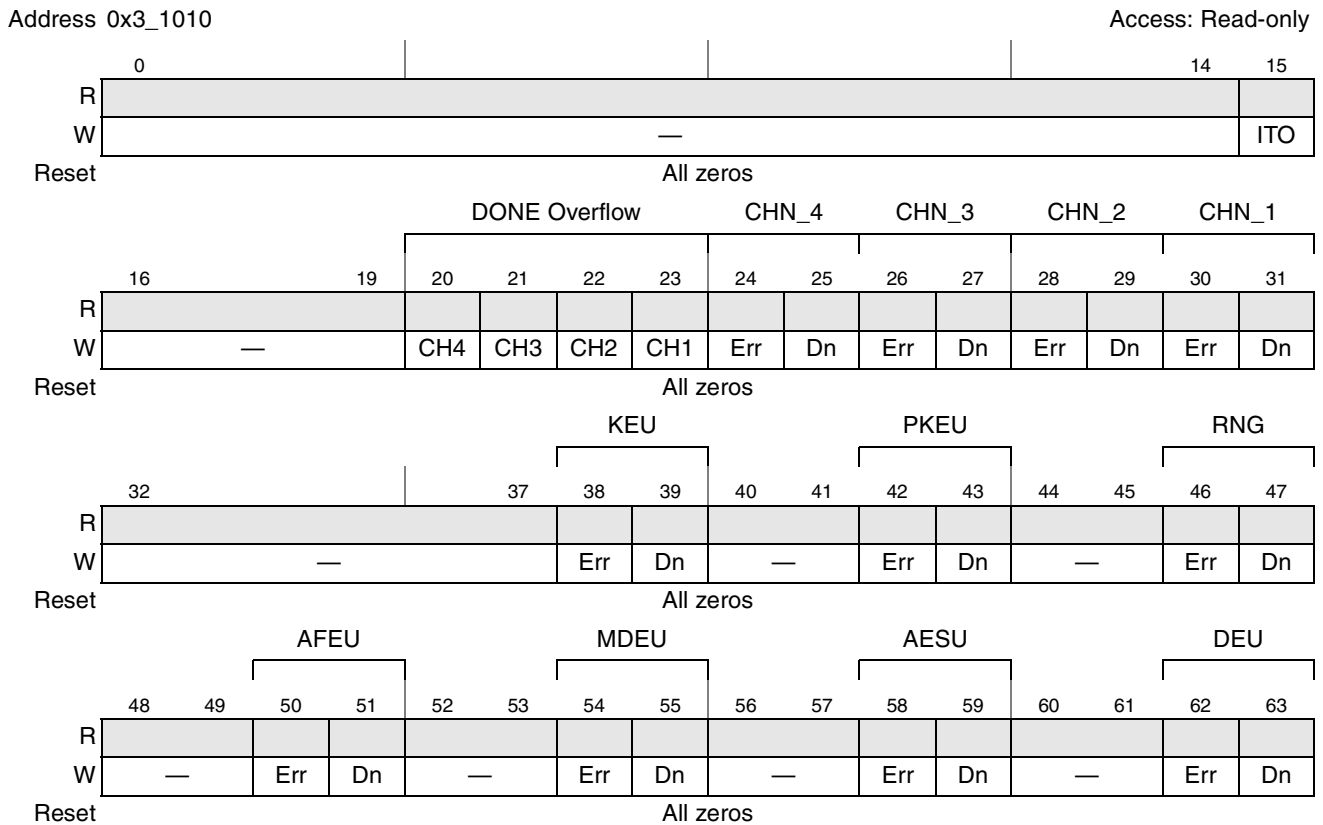 Address 0x3_1010 Access: Read-only
0 14 15
R
W — ITO
Reset All zeros
DONE Overflow CHN_4 CHN_3 CHN_2 CHN_1
16 19 20 21 22 23 24 25 26 27 28 29 30 31
R
W — CH4 CH3 CH2 CH1 Err Dn Err Dn Err Dn Err Dn
Reset All zeros
KEU PKEU RNG
32 37 38 39 40 41 42 43 44 45 46 47
R
W — Err Dn — Err Dn — Err Dn
Reset All zeros
AFEU MDEU AESU DEU
48 49 50 51 52 53 54 55 56 57 58 59 60 61 62 63
R
W — Err Dn — Err Dn — Err Dn — Err Dn
Reset All zeros